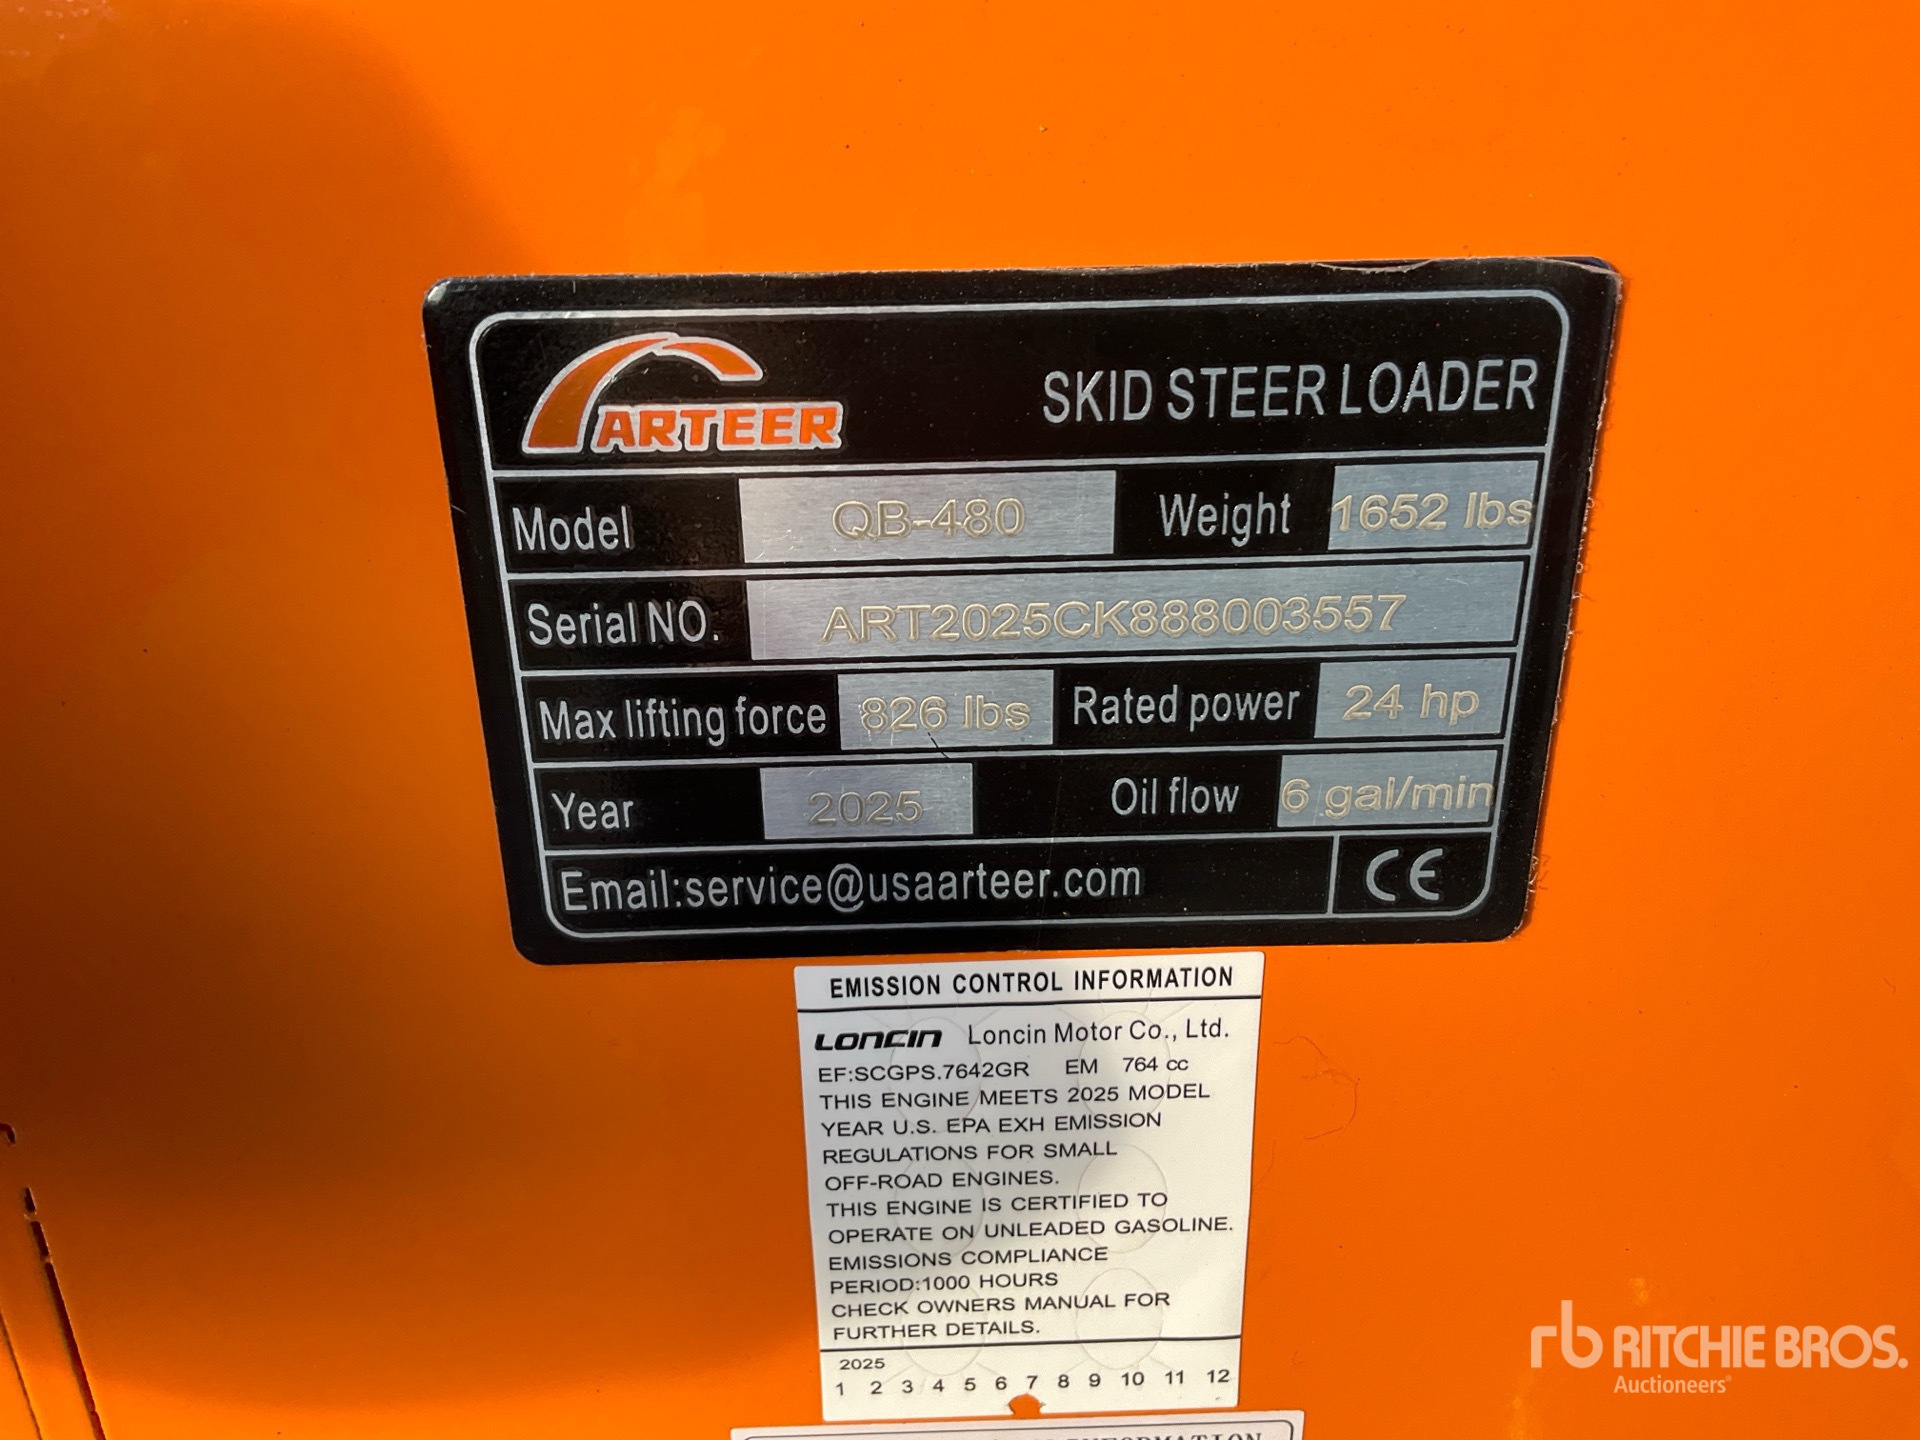 ARTEER SKID STEER LOADER
Model QB-480 Weight 1652 lbs
Serial NO. ART2025CK888003557
Max lifting force 826 lbs Rated power 24 hp
Year 2025 Oil flow 6 gal/min
Email:service@usaarteer.com CE
EMISSION CONTROL INFORMATION
LONCIN Loncin Motor Co., Ltd.
EF:SCGPS.7642GR EM 764 cc
THIS ENGINE MEETS 2025 MODEL
YEAR U.S. EPA EXH EMISSION
REGULATIONS FOR SMALL
OFF-ROAD ENGINES.
THIS ENGINE IS CERTIFIED TO
OPERATE ON UNLEADED GASOLINE.
EMISSIONS COMPLIANCE
PERIOD:1000 HOURS
CHECK OWNERS MANUAL FOR
FURTHER DETAILS.
2025
1 2 3 4 5 6 7 8 9 10 11 12
rb RITCHIE BROS.
Auctioneers